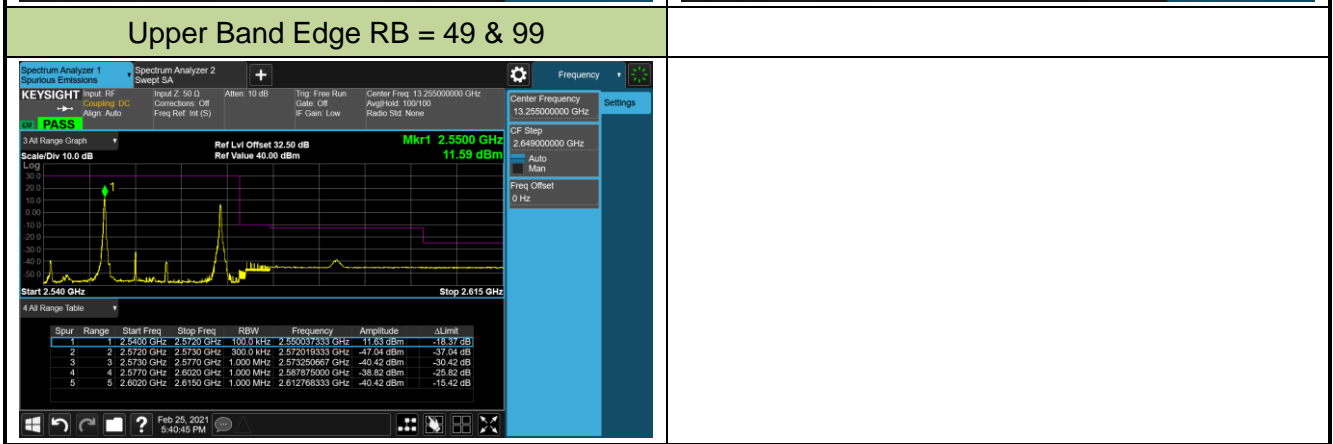 Upper Band Edge RB = 49 & 99
Spectrum Analyzer 1
Spurious Emissions
Spectrum Analyzer 2
Swept SA
+
Frequency
KEYSIGHT
Input: RF
Coupling: DC
Align: Auto
Input Z: 50 Ω
Corrections: Off
Freq Ref: Int (S)
Atten: 10 dB
Trig: Free Run
Gate: Off
IF Gain: Low
Center Freq: 13.255000000 GHz
Avg|Hold: 100/100
Radio Std: None
PASS
Center Frequency
13.255000000 GHz
Settings
CF Step
2.649000000 GHz
Auto
Man
Freq Offset
0 Hz
3 All Range Graph
Scale/Div 10.0 dB
Ref Lvl Offset 32.50 dB
Ref Value 40.00 dBm
Mkr1 2.5500 GHz
11.59 dBm
Log
30.0
20.0
10.0
0.00
-10.0
-20.0
-30.0
-40.0
-50.0
1
Start 2.540 GHz
Stop 2.615 GHz
4 All Range Table
Spur Range Start Freq Stop Freq RBW Frequency Amplitude ΔLimit
1 1 2.5400 GHz 2.5720 GHz 100.0 kHz 2.550037333 GHz 11.63 dBm -18.37 dB
2 2 2.5720 GHz 2.5730 GHz 300.0 kHz 2.572019333 GHz -47.04 dBm -37.04 dB
3 3 2.5730 GHz 2.5770 GHz 1.000 MHz 2.573250667 GHz -40.42 dBm -30.42 dB
4 4 2.5770 GHz 2.6020 GHz 1.000 MHz 2.587875000 GHz -38.82 dBm -25.82 dB
5 5 2.6020 GHz 2.6150 GHz 1.000 MHz 2.612768333 GHz -40.42 dBm -15.42 dB
?
Feb 25, 2021
5:40:45 PM